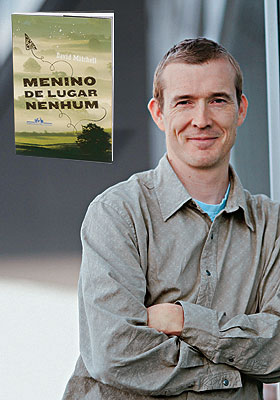 David Mitchell
MENINO
DE LUGAR
NENHUM